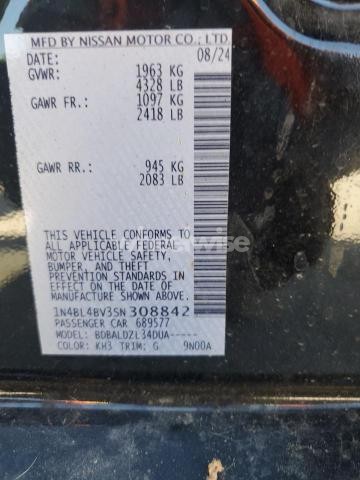 MFD BY NISSAN MOTOR CO., LTD.
DATE: 08/24
GVWR: 1963 KG
4328 LB
GAWR FR.: 1097 KG
2418 LB
GAWR RR.: 945 KG
2083 LB
THIS VEHICLE CONFORMS TO
ALL APPLICABLE FEDERAL
MOTOR VEHICLE SAFETY,
BUMPER, AND THEFT
PREVENTION STANDARDS IN
EFFECT ON THE DATE OF
MANUFACTURE SHOWN ABOVE.
1N4BL4BV3SN308842
PASSENGER CAR 689577
MODEL: BDBALDZL34DUA-----
COLOR: KH3 TRIM: G 9N00A